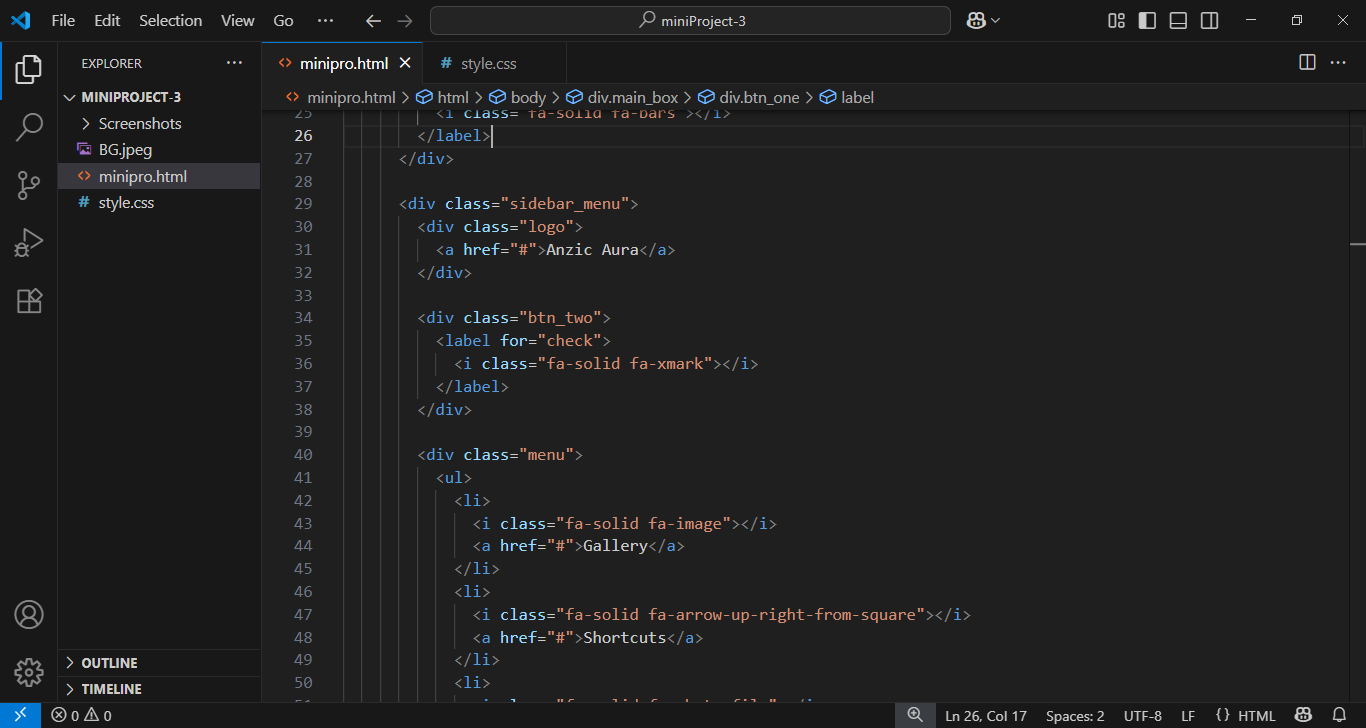 File Edit Selection View Go ··· miniProject-3
EXPLORER ···
MINIPROJECT-3
Screenshots
BG.jpeg
minipro.html
# style.css
OUTLINE
TIMELINE
minipro.html # style.css
minipro.html > html > body > div.main_box > div.btn_one > label
25 <i class="fa-solid fa-bars"></i>
26 </label>
27 </div>
28
29 <div class="sidebar_menu">
30 <div class="logo">
31 <a href="#">Anzic Aura</a>
32 </div>
33
34 <div class="btn_two">
35 <label for="check">
36 <i class="fa-solid fa-xmark"></i>
37 </label>
38 </div>
39
40 <div class="menu">
41 <ul>
42 <li>
43 <i class="fa-solid fa-image"></i>
44 <a href="#">Gallery</a>
45 </li>
46 <li>
47 <i class="fa-solid fa-arrow-up-right-from-square"></i>
48 <a href="#">Shortcuts</a>
49 </li>
50 <li>
0 0 Ln 26, Col 17 Spaces: 2 UTF-8 LF {} HTML